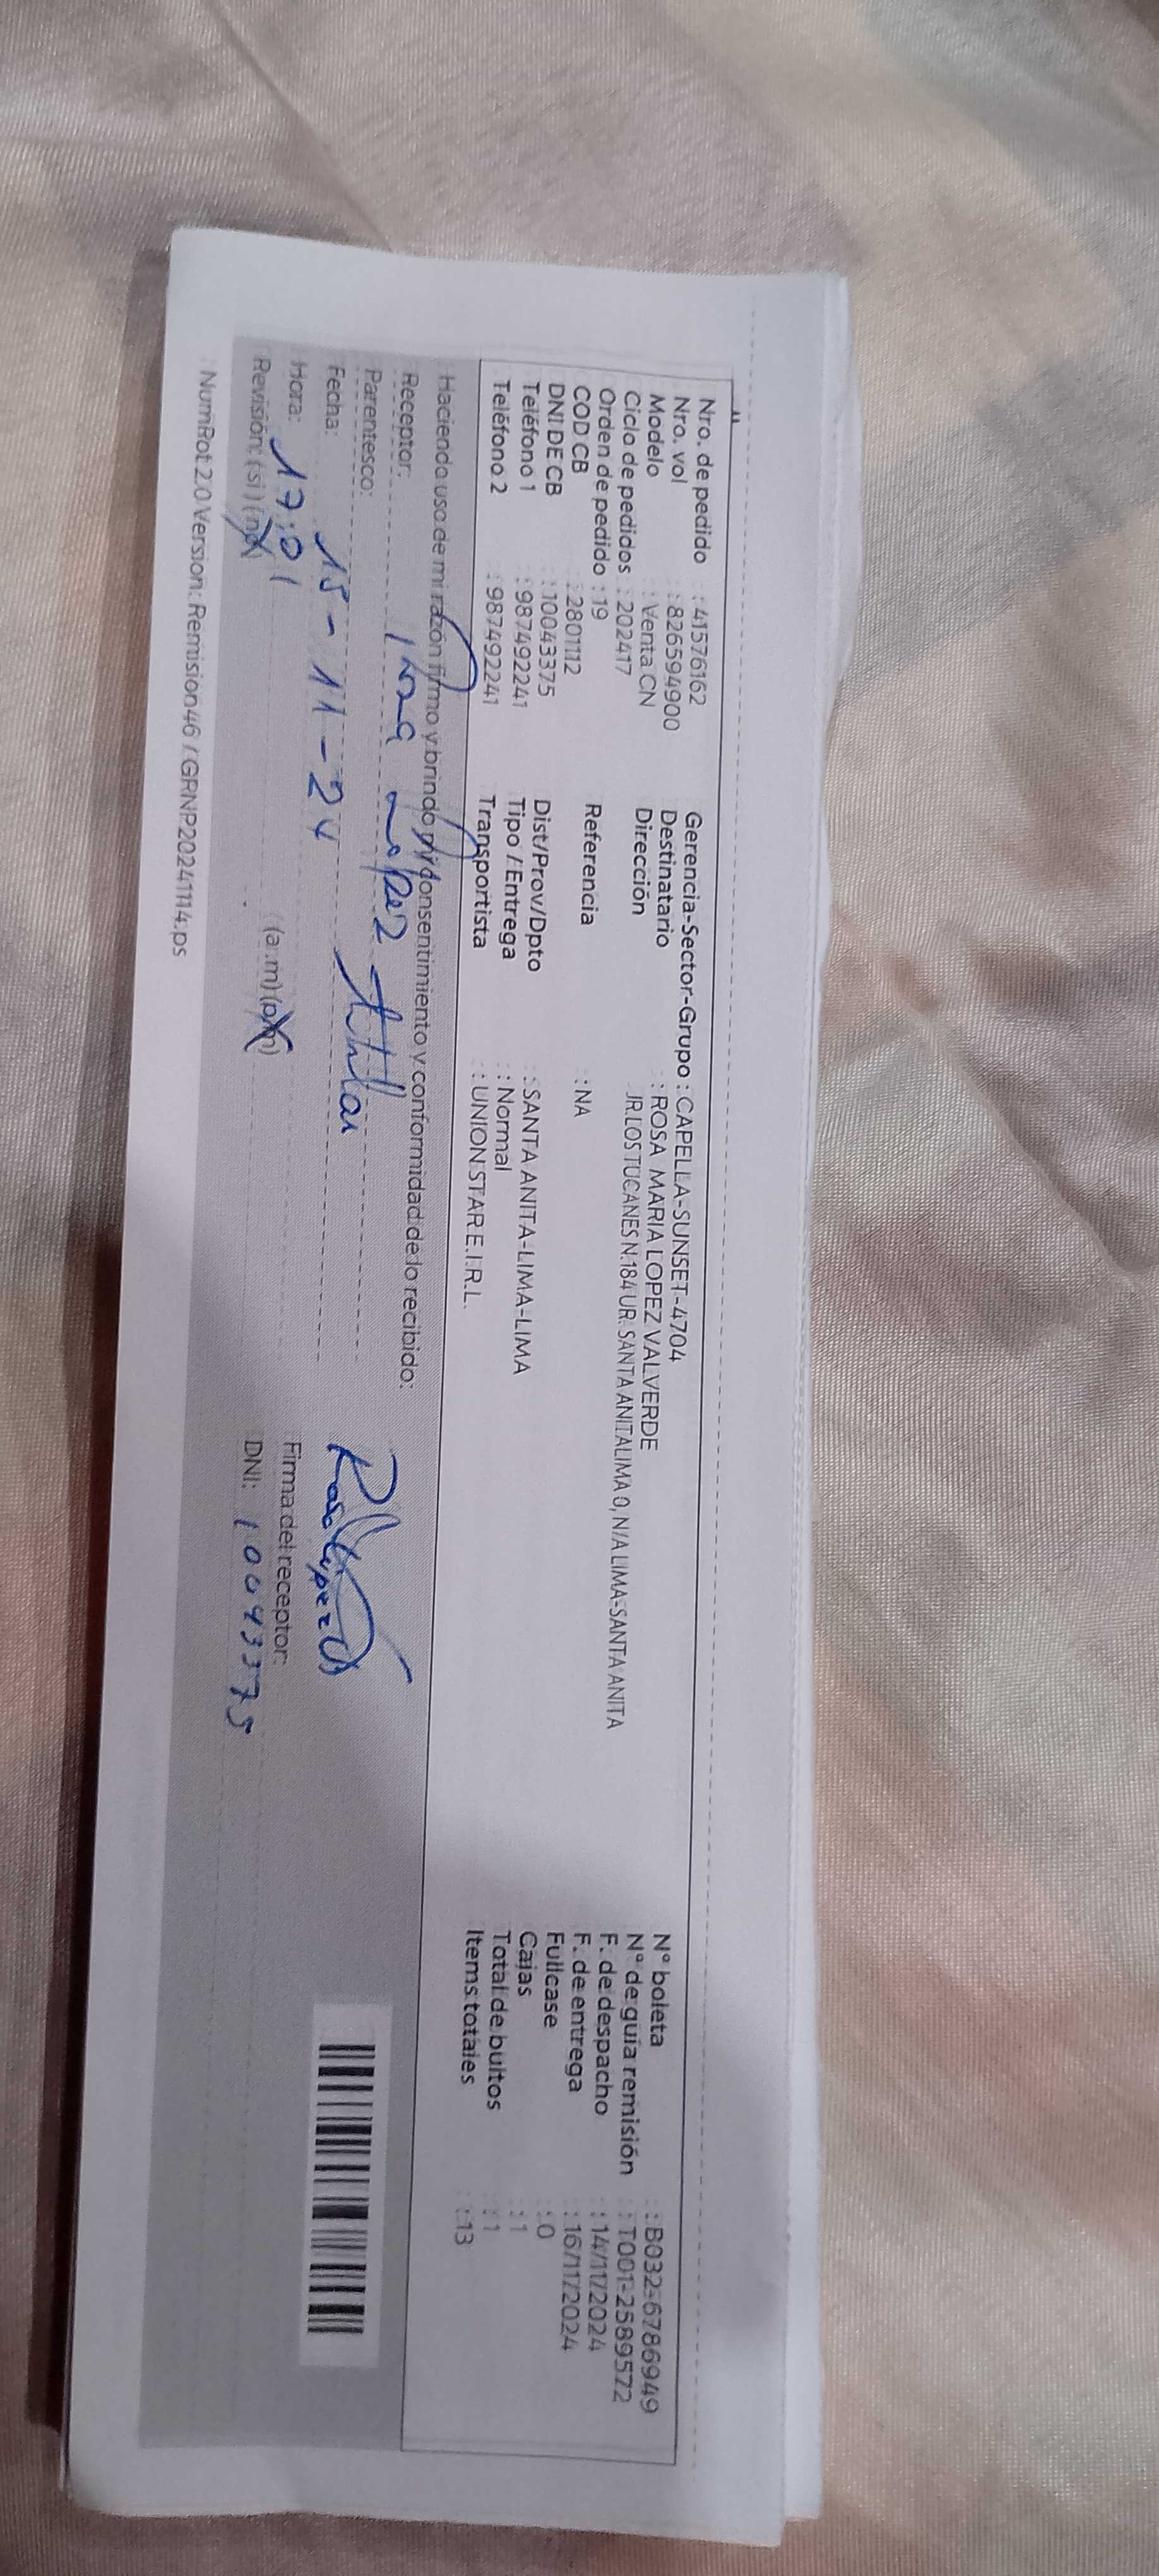 Nro. de pedido : 41576162
Nro. vol : 826594900
Modelo : Venta CN
Ciclo de pedidos : 202417
Orden de pedido : 19
COD CB : 2801112
DNI DE CB : 10043375
Teléfono 1 : 987492241
Teléfono 2 : 987492241
Gerencia-Sector-Grupo : CAPELLA-SUNSET-4704
Destinatario : ROSA MARIA LOPEZ VALVERDE
Dirección JR.LOS TUCANES N.184 UR. SANTA ANITALIMA 0, N/A LIMA-SANTA ANITA
Referencia : NA
Dist/Prov/Dpto : SANTA ANITA-LIMA-LIMA
Tipo / Entrega : Normal
Transportista : UNION STAR E.I.R.L.
N° boleta : B032-6786949
N° de guia remisión : T001-2589572
F. de despacho : 14/11/2024
F. de entrega : 16/11/2024
Fullcase : 0
Cajas : 1
Total de bultos : 1
Items totales : 13
Haciendo uso de mi razón firmo y brindo mi consentimiento y conformidad de lo recibido:
Receptor:
Parentesco: titular
Fecha: 15-11-24
Hora: 17:01 (a.m) (p.m)
Revisión: (si) (no)
Rosa Lopez
Firma del receptor:
DNI: 10043375
NumRot 2.0 Version: Remision46 / GRNP20241114.ps